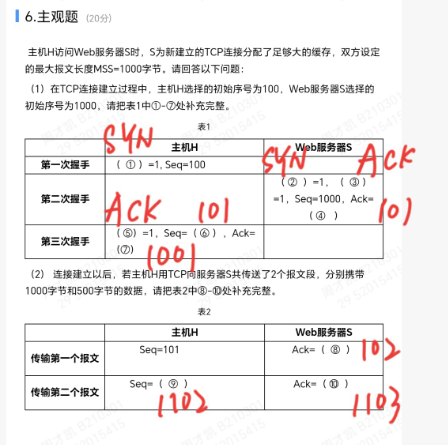 6.主观题 (20分)
主机H访问Web服务器S时，S为新建立的TCP连接分配了足够大的缓存，双方设定
的最大报文长度MSS=1000字节。请回答以下问题：
（1）在TCP连接建立过程中，主机H选择的初始序号为100，Web服务器S选择的
初始序号为1000，请把表1中①-⑦处补充完整。
表1
SYN 主机H Web服务器S
第一次握手 （ ① ）=1, Seq=100 SYN ACK
（ ② ）=1，（ ③ ）
第二次握手 =1，Seq=1000，Ack=
ACK 101 （④ ） 101
（⑤）=1，Seq=（ ⑥ ），Ack=
第三次握手 （⑦） 1001
（2） 连接建立以后，若主机H用TCP向服务器S共传送了2个报文段，分别携带
1000字节和500字节的数据，请把表2中⑧-⑩处补充完整。
表2
主机H Web服务器S
传输第一个报文 Seq=101 Ack=（ ⑧ ） 102
传输第二个报文 Seq=（ ⑨ ） Ack=（ ⑩ ）
1102 1103